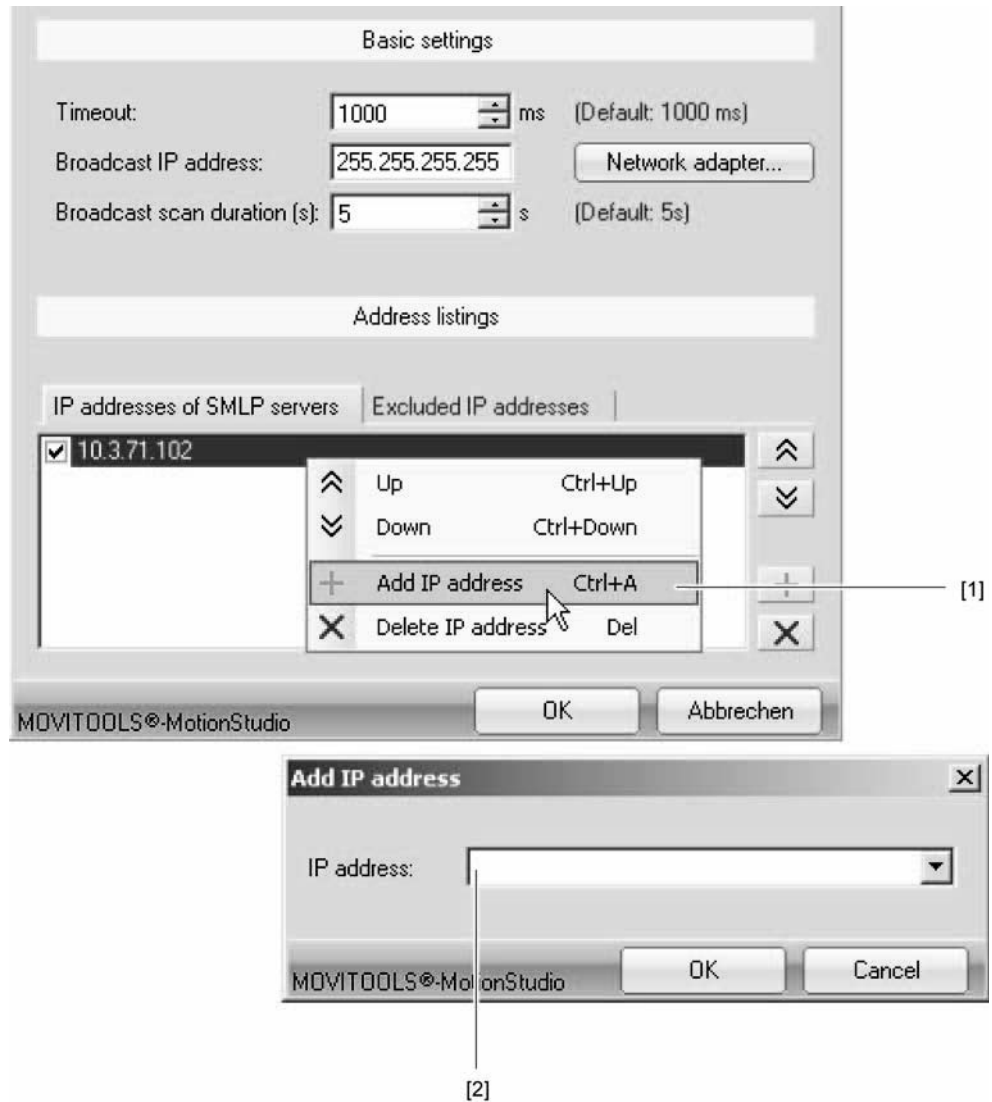 Basic settings
Timeout: 1000 ms (Default: 1000 ms)
Broadcast IP address: 255.255.255.255 Network adapter...
Broadcast scan duration (s): 5 s (Default: 5s)
Address listings
IP addresses of SMLP servers Excluded IP addresses
10.3.71.102
Up Ctrl+Up
Down Ctrl+Down
Add IP address Ctrl+A
[1]
Delete IP address Del
MOVITOOLS®-MotionStudio OK Abbrechen
Add IP address
IP address:
MOVITOOLS®-MotionStudio OK Cancel
[2]